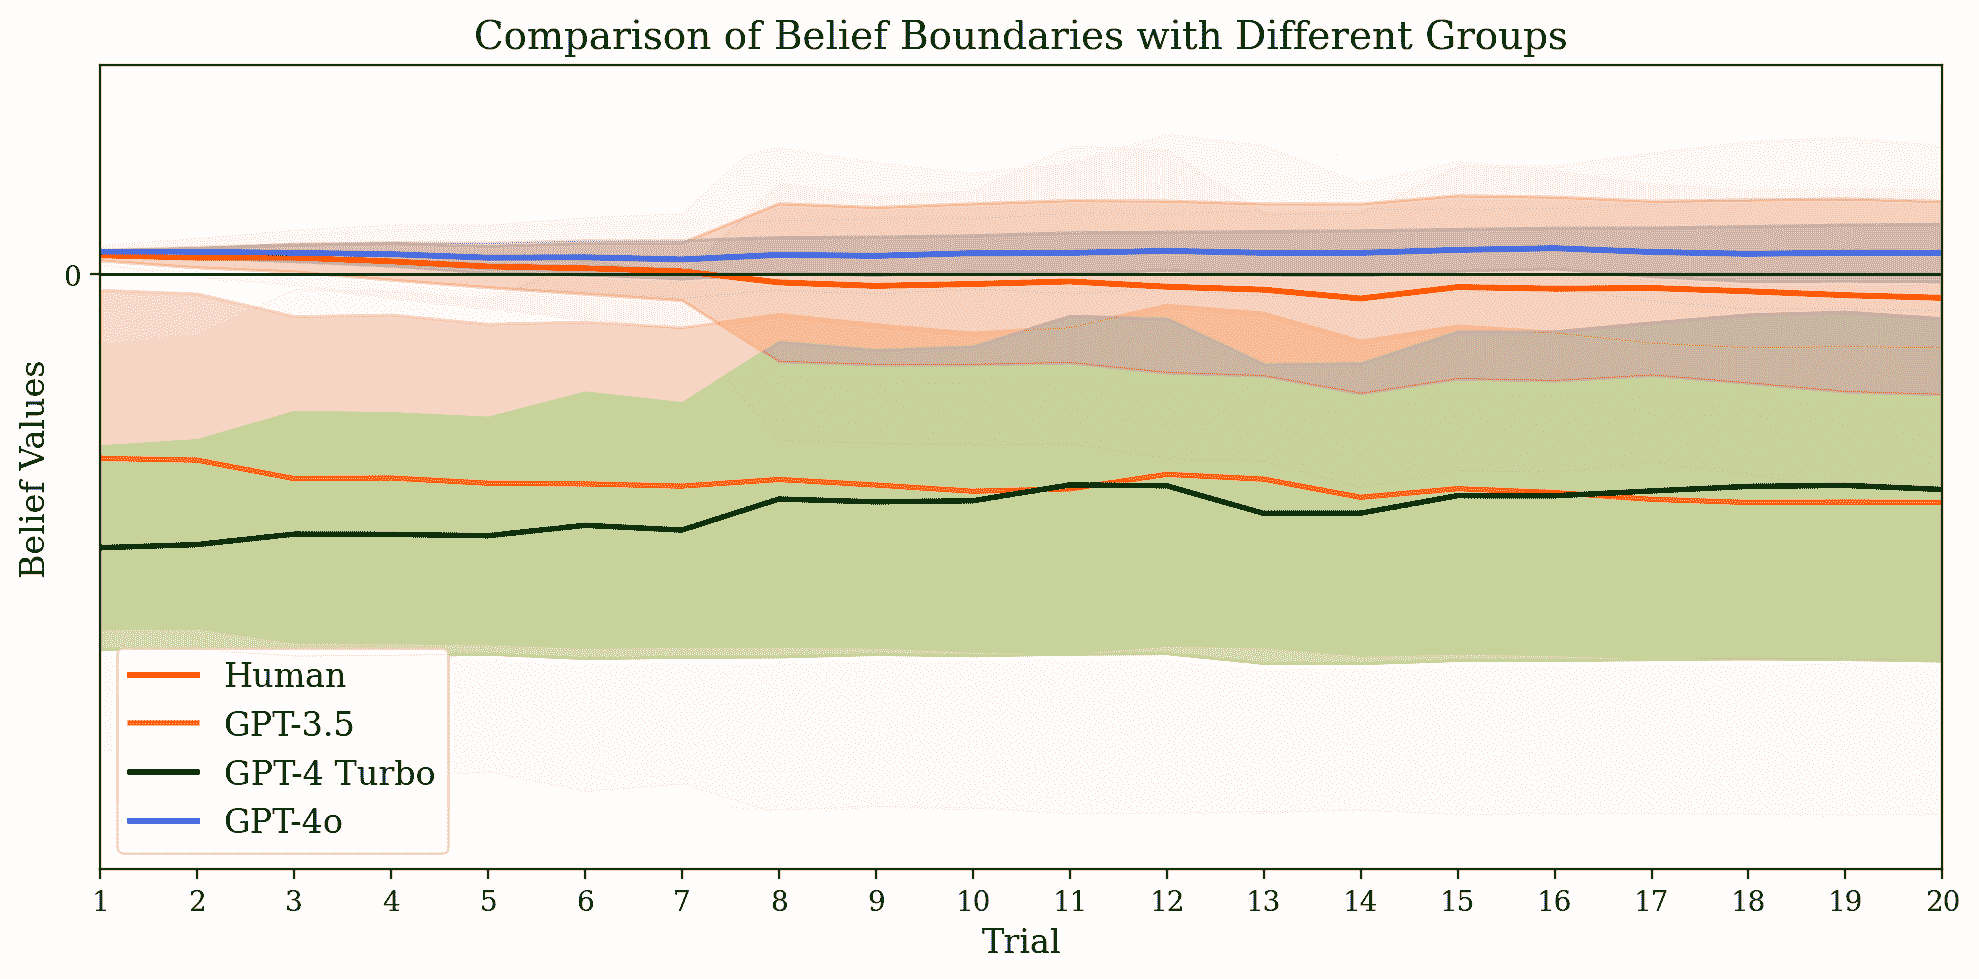 Comparison of Belief Boundaries with Different Groups
0
Belief Values
Human
GPT-3.5
GPT-4 Turbo
GPT-4o
1 2 3 4 5 6 7 8 9 10 11 12 13 14 15 16 17 18 19 20
Trial